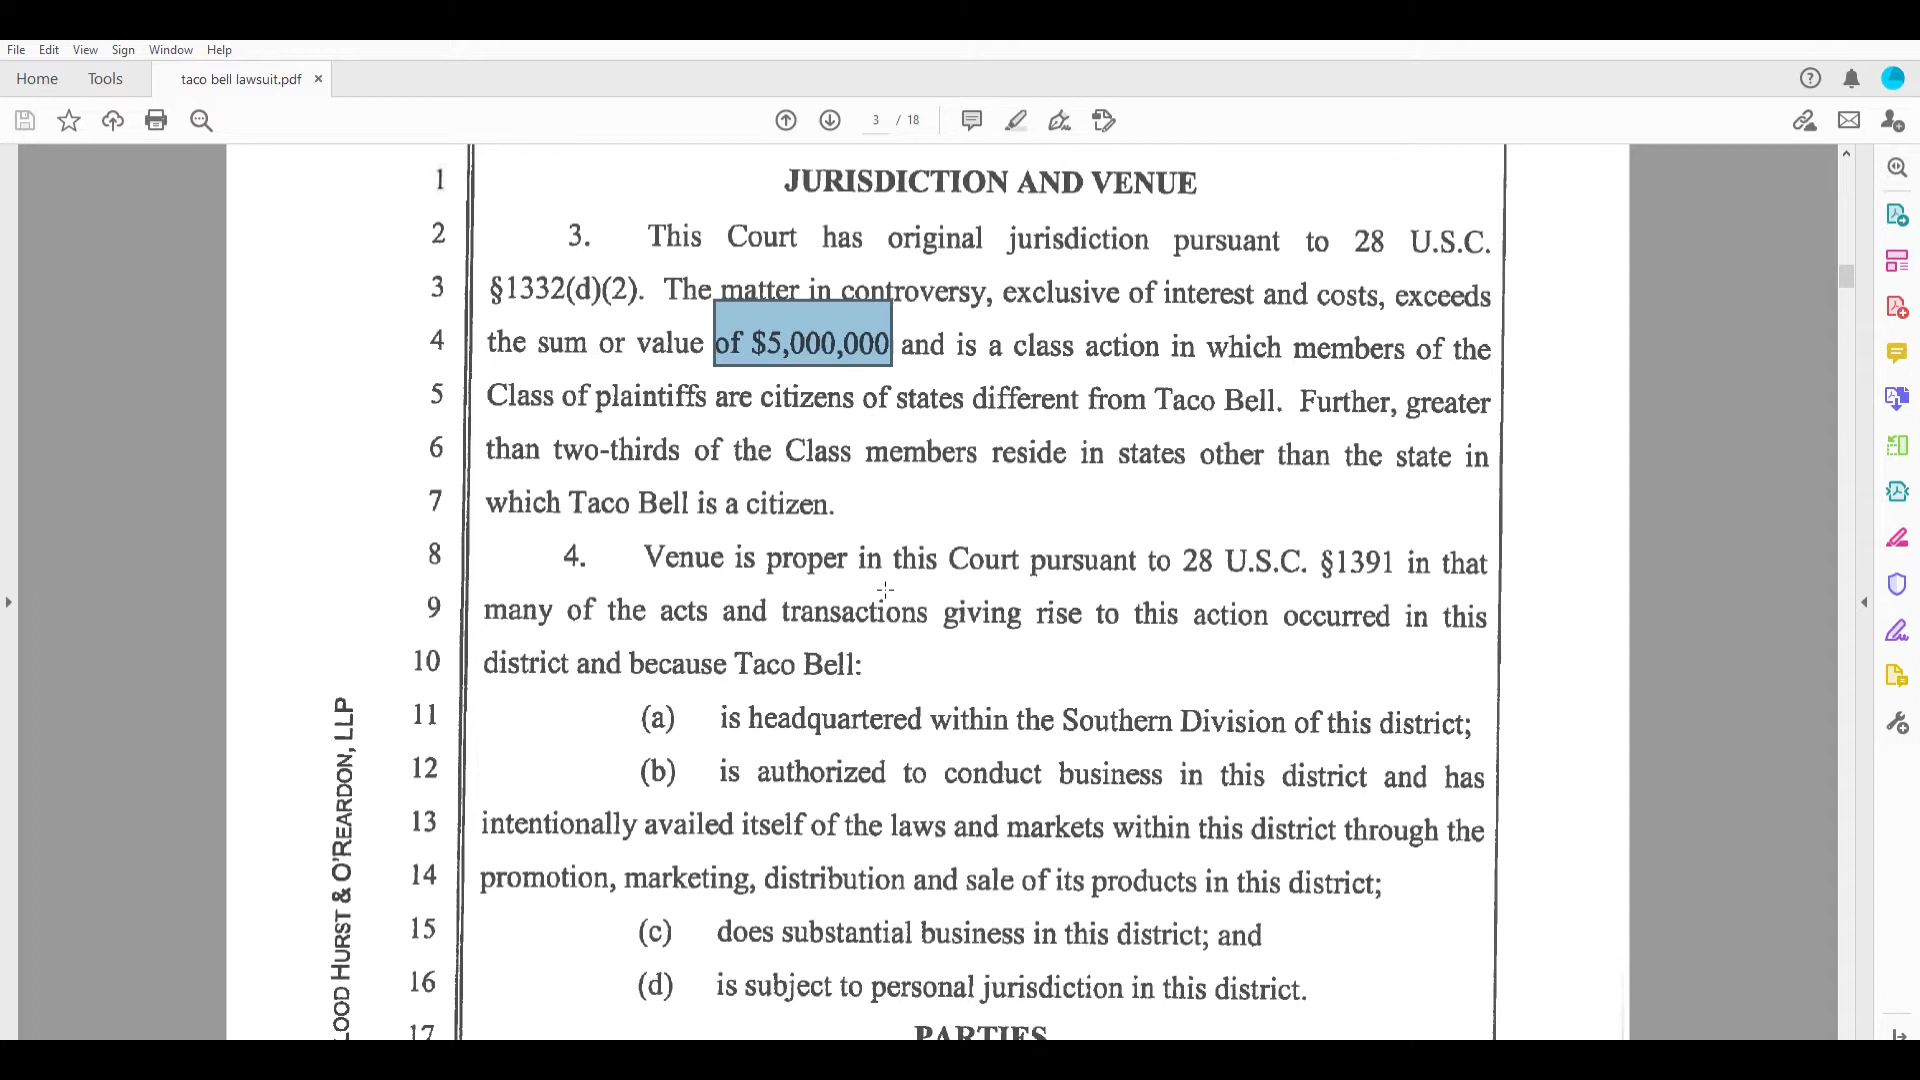 File Edit View Sign Window Help
Home Tools taco bell lawsuit.pdf ×
3 / 18
1 JURISDICTION AND VENUE
2 3. This Court has original jurisdiction pursuant to 28 U.S.C.
3 §1332(d)(2). The matter in controversy, exclusive of interest and costs, exceeds
4 the sum or value of $5,000,000 and is a class action in which members of the
5 Class of plaintiffs are citizens of states different from Taco Bell. Further, greater
6 than two-thirds of the Class members reside in states other than the state in
7 which Taco Bell is a citizen.
8 4. Venue is proper in this Court pursuant to 28 U.S.C. §1391 in that
9 many of the acts and transactions giving rise to this action occurred in this
10 district and because Taco Bell:
11 (a) is headquartered within the Southern Division of this district;
12 (b) is authorized to conduct business in this district and has
13 intentionally availed itself of the laws and markets within this district through the
14 promotion, marketing, distribution and sale of its products in this district;
15 (c) does substantial business in this district; and
16 (d) is subject to personal jurisdiction in this district.
17 PARTIES
LOOD HURST & O'REARDON, LLP